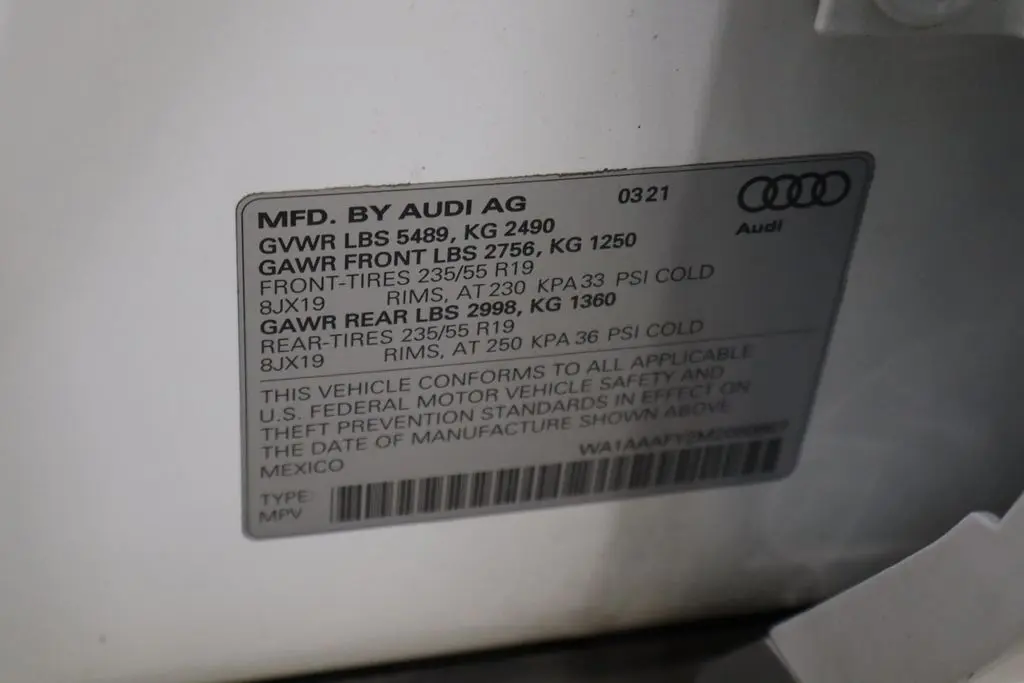 MFD. BY AUDI AG 0321
Audi
GVWR LBS 5489, KG 2490
GAWR FRONT LBS 2756, KG 1250
FRONT-TIRES 235/55 R19
8JX19 RIMS, AT 230 KPA 33 PSI COLD
GAWR REAR LBS 2998, KG 1360
REAR-TIRES 235/55 R19
8JX19 RIMS, AT 250 KPA 36 PSI COLD
THIS VEHICLE CONFORMS TO ALL APPLICABLE
U.S. FEDERAL MOTOR VEHICLE SAFETY AND
THEFT PREVENTION STANDARDS IN EFFECT ON
THE DATE OF MANUFACTURE SHOWN ABOVE
MEXICO
TYPE:
MPV